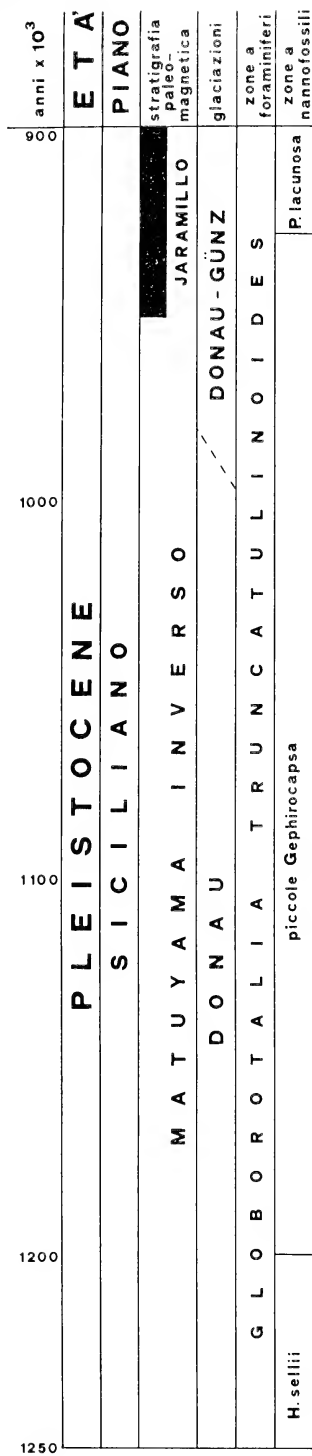 anni x 10³
900
1000
1100
1200
1250
ETA'
PLEISTOCENE
PIANO
SICILIANO
stratigrafia
paleo-
magnetica
JARAMILLO
MATUYAMA INVERSO
glaciazioni
DONAU-GÜNZ
DONAU
zone a
foraminiferi
GLOBOROTALIA TRUNCATULINOIDES
zone a
nannofossili
P. lacunosa
piccole Gephirocapsa
H. sellii